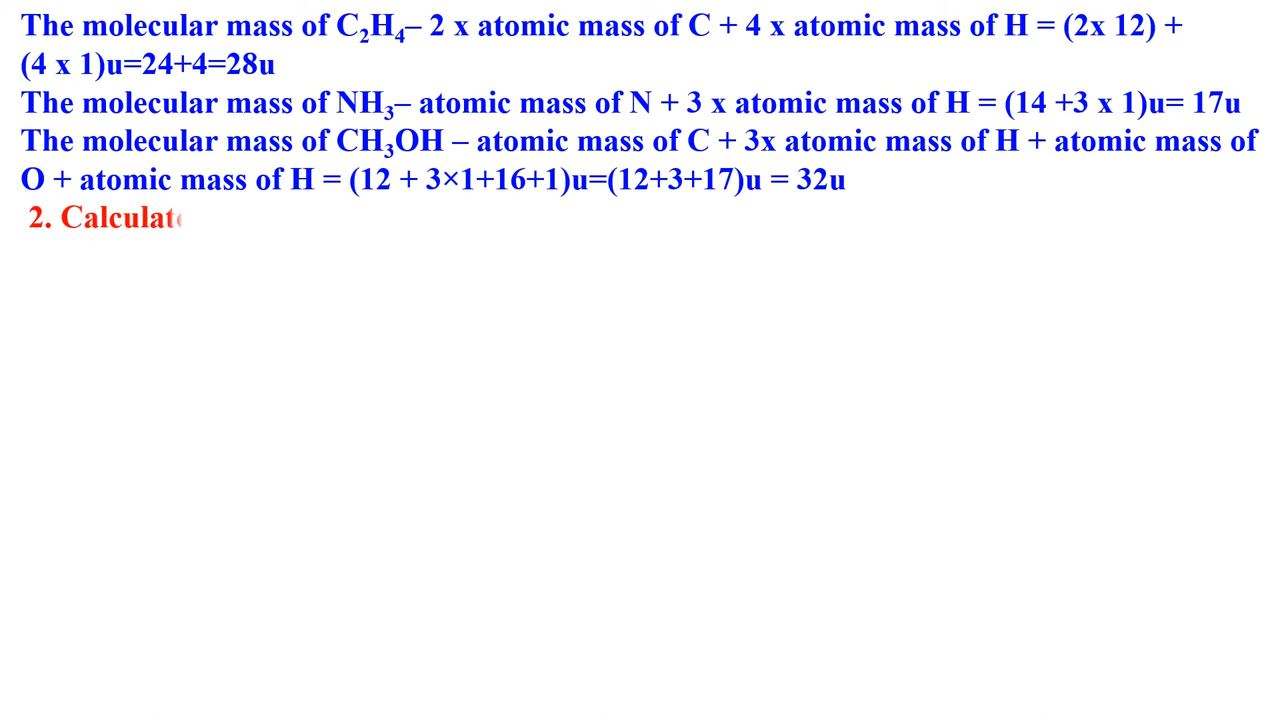 The molecular mass of C₂H₄– 2 x atomic mass of C + 4 x atomic mass of H = (2x 12) +
(4 x 1)u=24+4=28u
The molecular mass of NH₃– atomic mass of N + 3 x atomic mass of H = (14 +3 x 1)u= 17u
The molecular mass of CH₃OH – atomic mass of C + 3x atomic mass of H + atomic mass of
O + atomic mass of H = (12 + 3×1+16+1)u=(12+3+17)u = 32u
2. Calculate